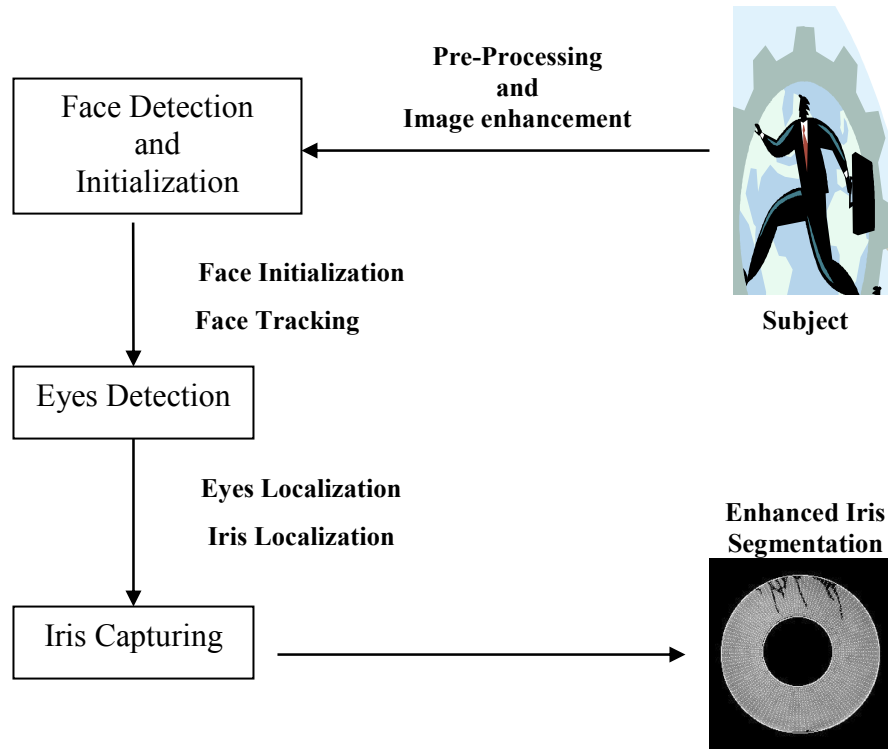 Pre-Processing
and
Image enhancement
Face Detection
and
Initialization
Subject
Face Initialization
Face Tracking
Eyes Detection
Eyes Localization
Iris Localization
Enhanced Iris
Segmentation
Iris Capturing